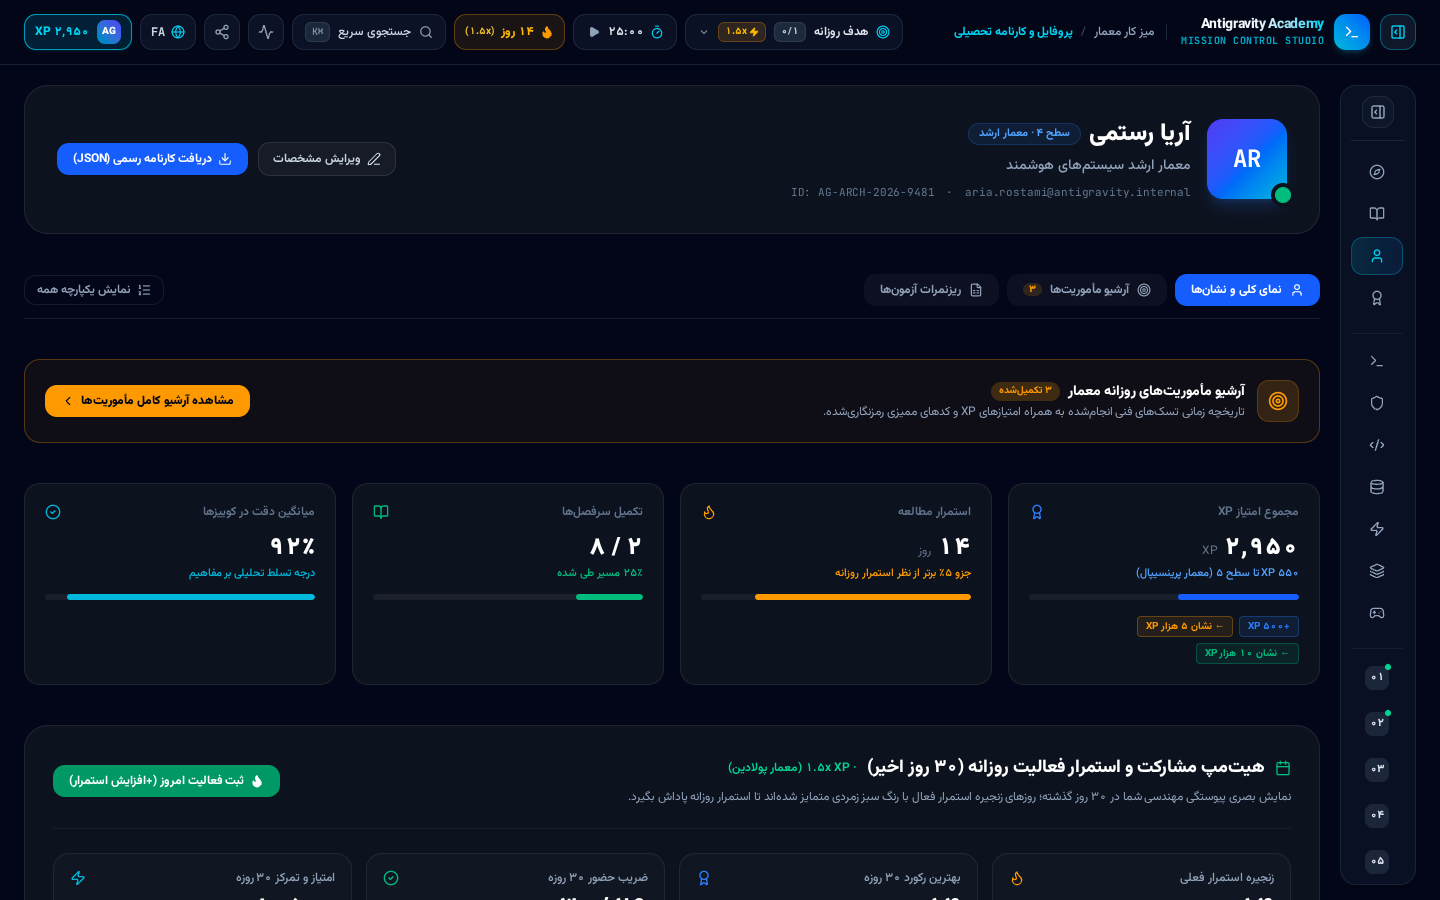 Antigravity Academy
MISSION CONTROL STUDIO
میز کار معمار / پروفایل و کارنامه تحصیلی
هدف روزانه ۰/۱ ۱.۵x
۲۵:۰۰
۱۴ روز (۱.۵x)
جستجوی سریع KH
FA
AG ۲,۹۵۰ XP
AR
آریا رستمی سطح ۴ · معمار ارشد
معمار ارشد سیستم‌های هوشمند
ID: AG-ARCH-2026-9481 · aria.rostami@antigravity.internal
ویرایش مشخصات
دریافت کارنامه رسمی (JSON)
نمای کلی و نشان‌ها
آرشیو مأموریت‌ها ۳
ریزنمرات آزمون‌ها
نمایش یکپارچه همه
آرشیو مأموریت‌های روزانه معمار ۳ تکمیل‌شده
تاریخچه زمانی تسک‌های فنی انجام‌شده به همراه امتیازهای XP و کدهای ممیزی رمزنگاری‌شده.
مشاهده آرشیو کامل مأموریت‌ها
مجموع امتیاز XP
۲,۹۵۰ XP
۵۵۰ XP تا سطح ۵ (معمار پرینسیپال)
+۵۰۰ XP
← نشان ۵ هزار XP
← نشان ۱۰ هزار XP
استمرار مطالعه
۱۴ روز
جزو ۵٪ برتر از نظر استمرار روزانه
تکمیل سرفصل‌ها
۲ / ۸
۲۵٪ مسیر طی شده
میانگین دقت در کوییزها
۹۲٪
درجه تسلط تحلیلی بر مفاهیم
هیت‌مپ مشارکت و استمرار فعالیت روزانه (۳۰ روز اخیر) · ۱.۵x XP (معمار پولادین)
نمایش بصری پیوستگی مهندسی شما در ۳۰ روز گذشته؛ روزهای زنجیره استمرار فعال با رنگ سبز زمردی متمایز شده‌اند تا استمرار روزانه پاداش بگیرد.
ثبت فعالیت امروز (+افزایش استمرار)
زنجیره استمرار فعلی
بهترین رکورد ۳۰ روزه
ضریب حضور ۳۰ روزه
امتیاز و تمرکز ۳۰ روزه
۰۱
۰۲
۰۳
۰۴
۰۵